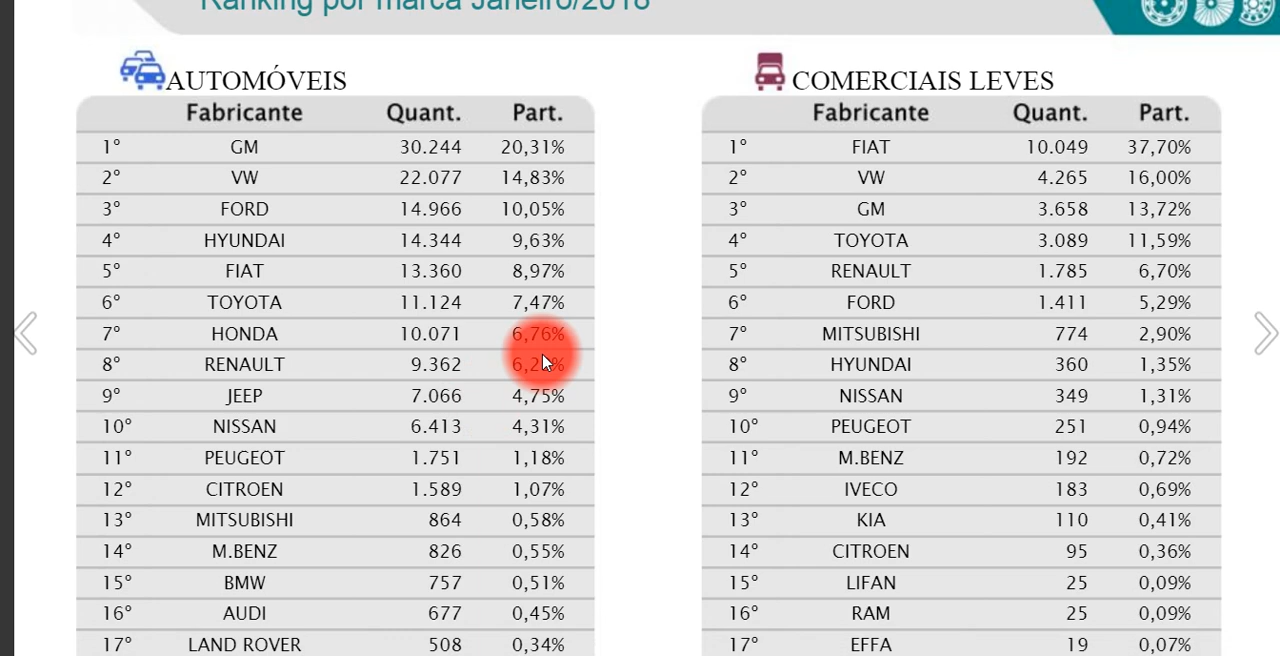 Ranking por marca Janeiro/2018
AUTOMÓVEIS
Fabricante Quant. Part.
1° GM 30.244 20,31%
2° VW 22.077 14,83%
3° FORD 14.966 10,05%
4° HYUNDAI 14.344 9,63%
5° FIAT 13.360 8,97%
6° TOYOTA 11.124 7,47%
7° HONDA 10.071 6,76%
8° RENAULT 9.362
9° JEEP 7.066 4,75%
10° NISSAN 6.413 4,31%
11° PEUGEOT 1.751 1,18%
12° CITROEN 1.589 1,07%
13° MITSUBISHI 864 0,58%
14° M.BENZ 826 0,55%
15° BMW 757 0,51%
16° AUDI 677 0,45%
17° LAND ROVER 508 0,34%
COMERCIAIS LEVES
Fabricante Quant. Part.
1° FIAT 10.049 37,70%
2° VW 4.265 16,00%
3° GM 3.658 13,72%
4° TOYOTA 3.089 11,59%
5° RENAULT 1.785 6,70%
6° FORD 1.411 5,29%
7° MITSUBISHI 774 2,90%
8° HYUNDAI 360 1,35%
9° NISSAN 349 1,31%
10° PEUGEOT 251 0,94%
11° M.BENZ 192 0,72%
12° IVECO 183 0,69%
13° KIA 110 0,41%
14° CITROEN 95 0,36%
15° LIFAN 25 0,09%
16° RAM 25 0,09%
17° EFFA 19 0,07%